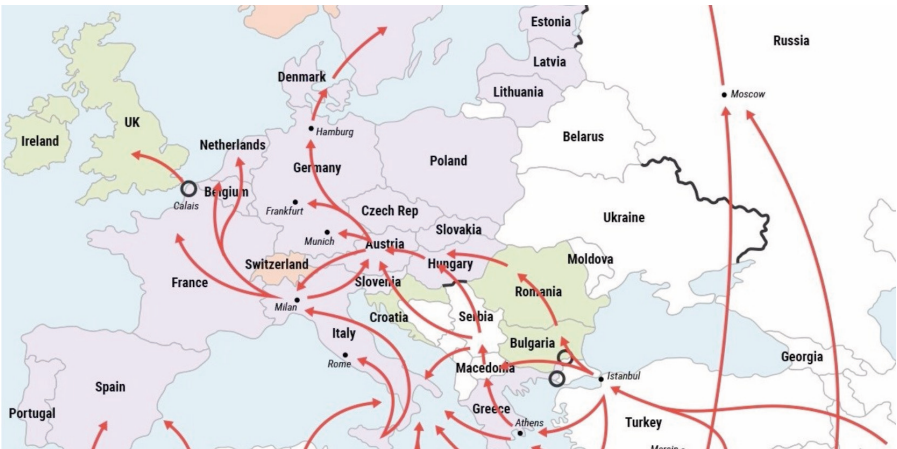 Estonia
Russia
Latvia
Denmark
Lithuania
Moscow
UK
Hamburg
Belarus
Ireland
Netherlands
Germany
Poland
Belgium
Calais
Frankfurt
Czech Rep
Ukraine
Slovakia
Munich
Austria
Moldova
Switzerland
Hungary
France
Slovenia
Romania
Milan
Croatia
Serbia
Italy
Bulgaria
Georgia
Rome
Macedonia
Istanbul
Spain
Portugal
Greece
Athens
Turkey